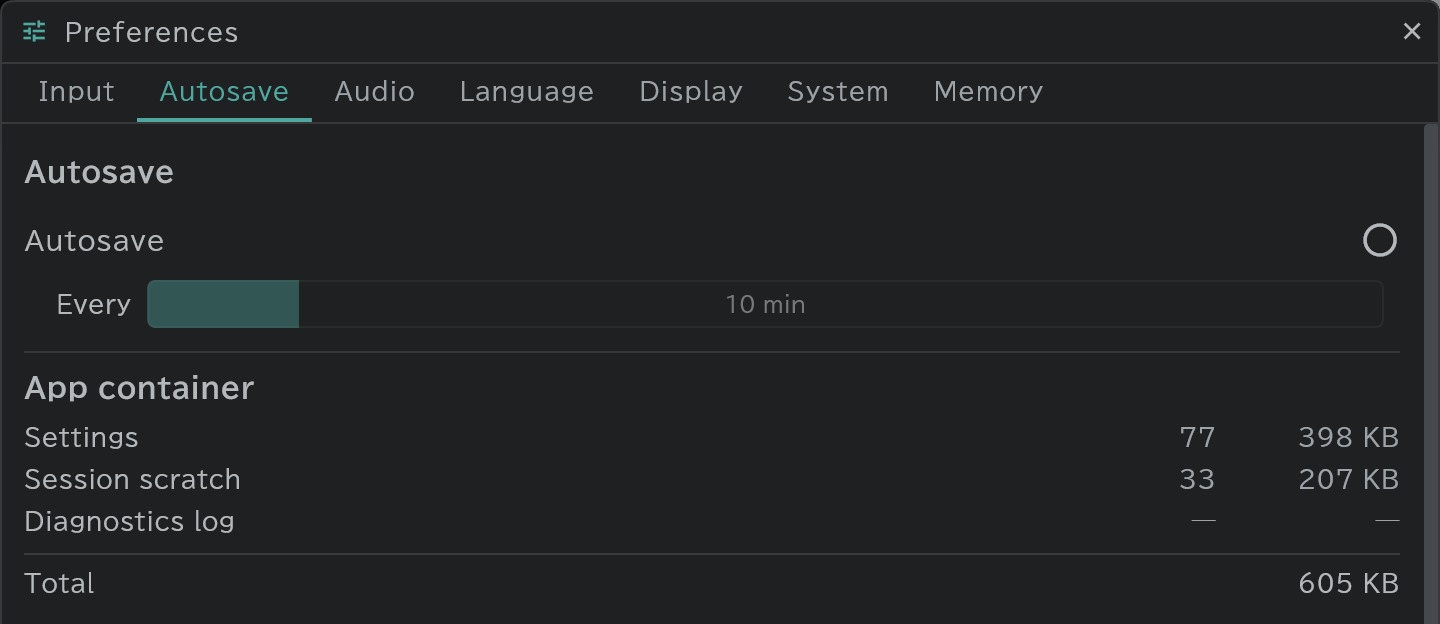 Preferences
Input Autosave Audio Language Display System Memory
Autosave
Autosave
Every 10 min
App container
Settings 77 398 KB
Session scratch 33 207 KB
Diagnostics log — —
Total 605 KB